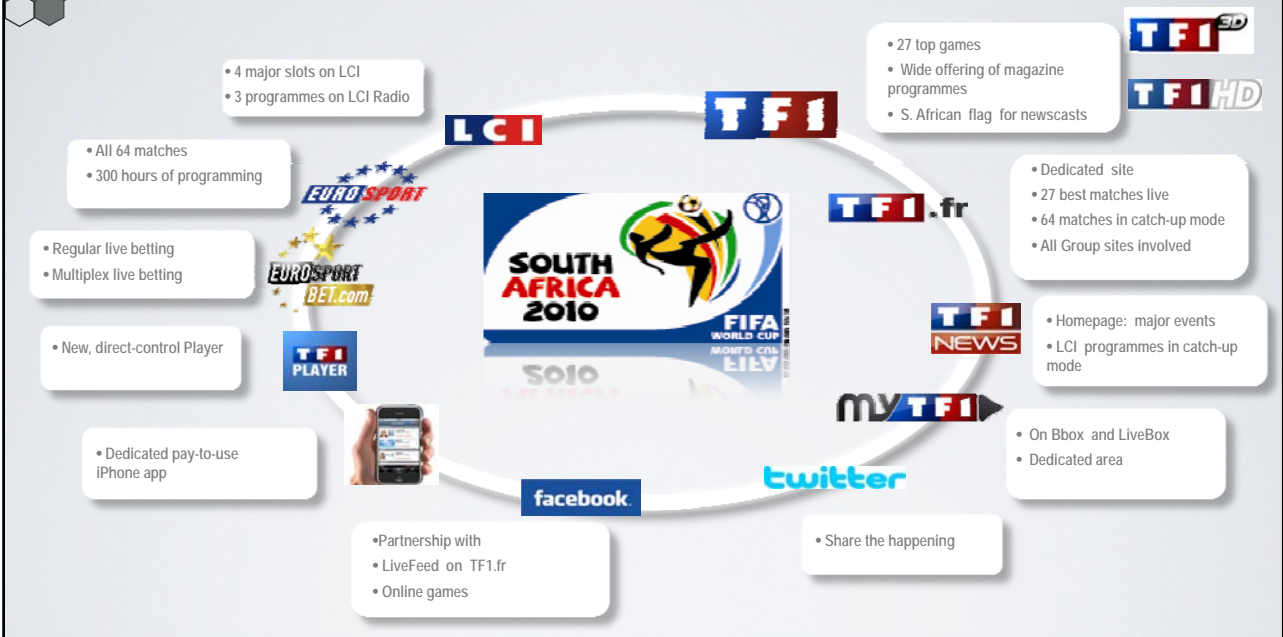 TF1 3D
• 27 top games
• Wide offering of magazine
programmes
• S. African flag for newscasts
TF1 HD
• 4 major slots on LCI
• 3 programmes on LCI Radio
LCI
TF1
• All 64 matches
• 300 hours of programming
EUROSPORT
• Dedicated site
• 27 best matches live
• 64 matches in catch-up mode
• All Group sites involved
TF1.fr
• Regular live betting
• Multiplex live betting
EUROSPORT
BET.com
SOUTH
AFRICA
2010
FIFA
WORLD CUP
TF1
NEWS
• Homepage: major events
• LCI programmes in catch-up
mode
• New, direct-control Player
TF1
PLAYER
myTF1
• On Bbox and LiveBox
• Dedicated area
• Dedicated pay-to-use
iPhone app
twitter
facebook.
•Partnership with
• LiveFeed on TF1.fr
• Online games
• Share the happening